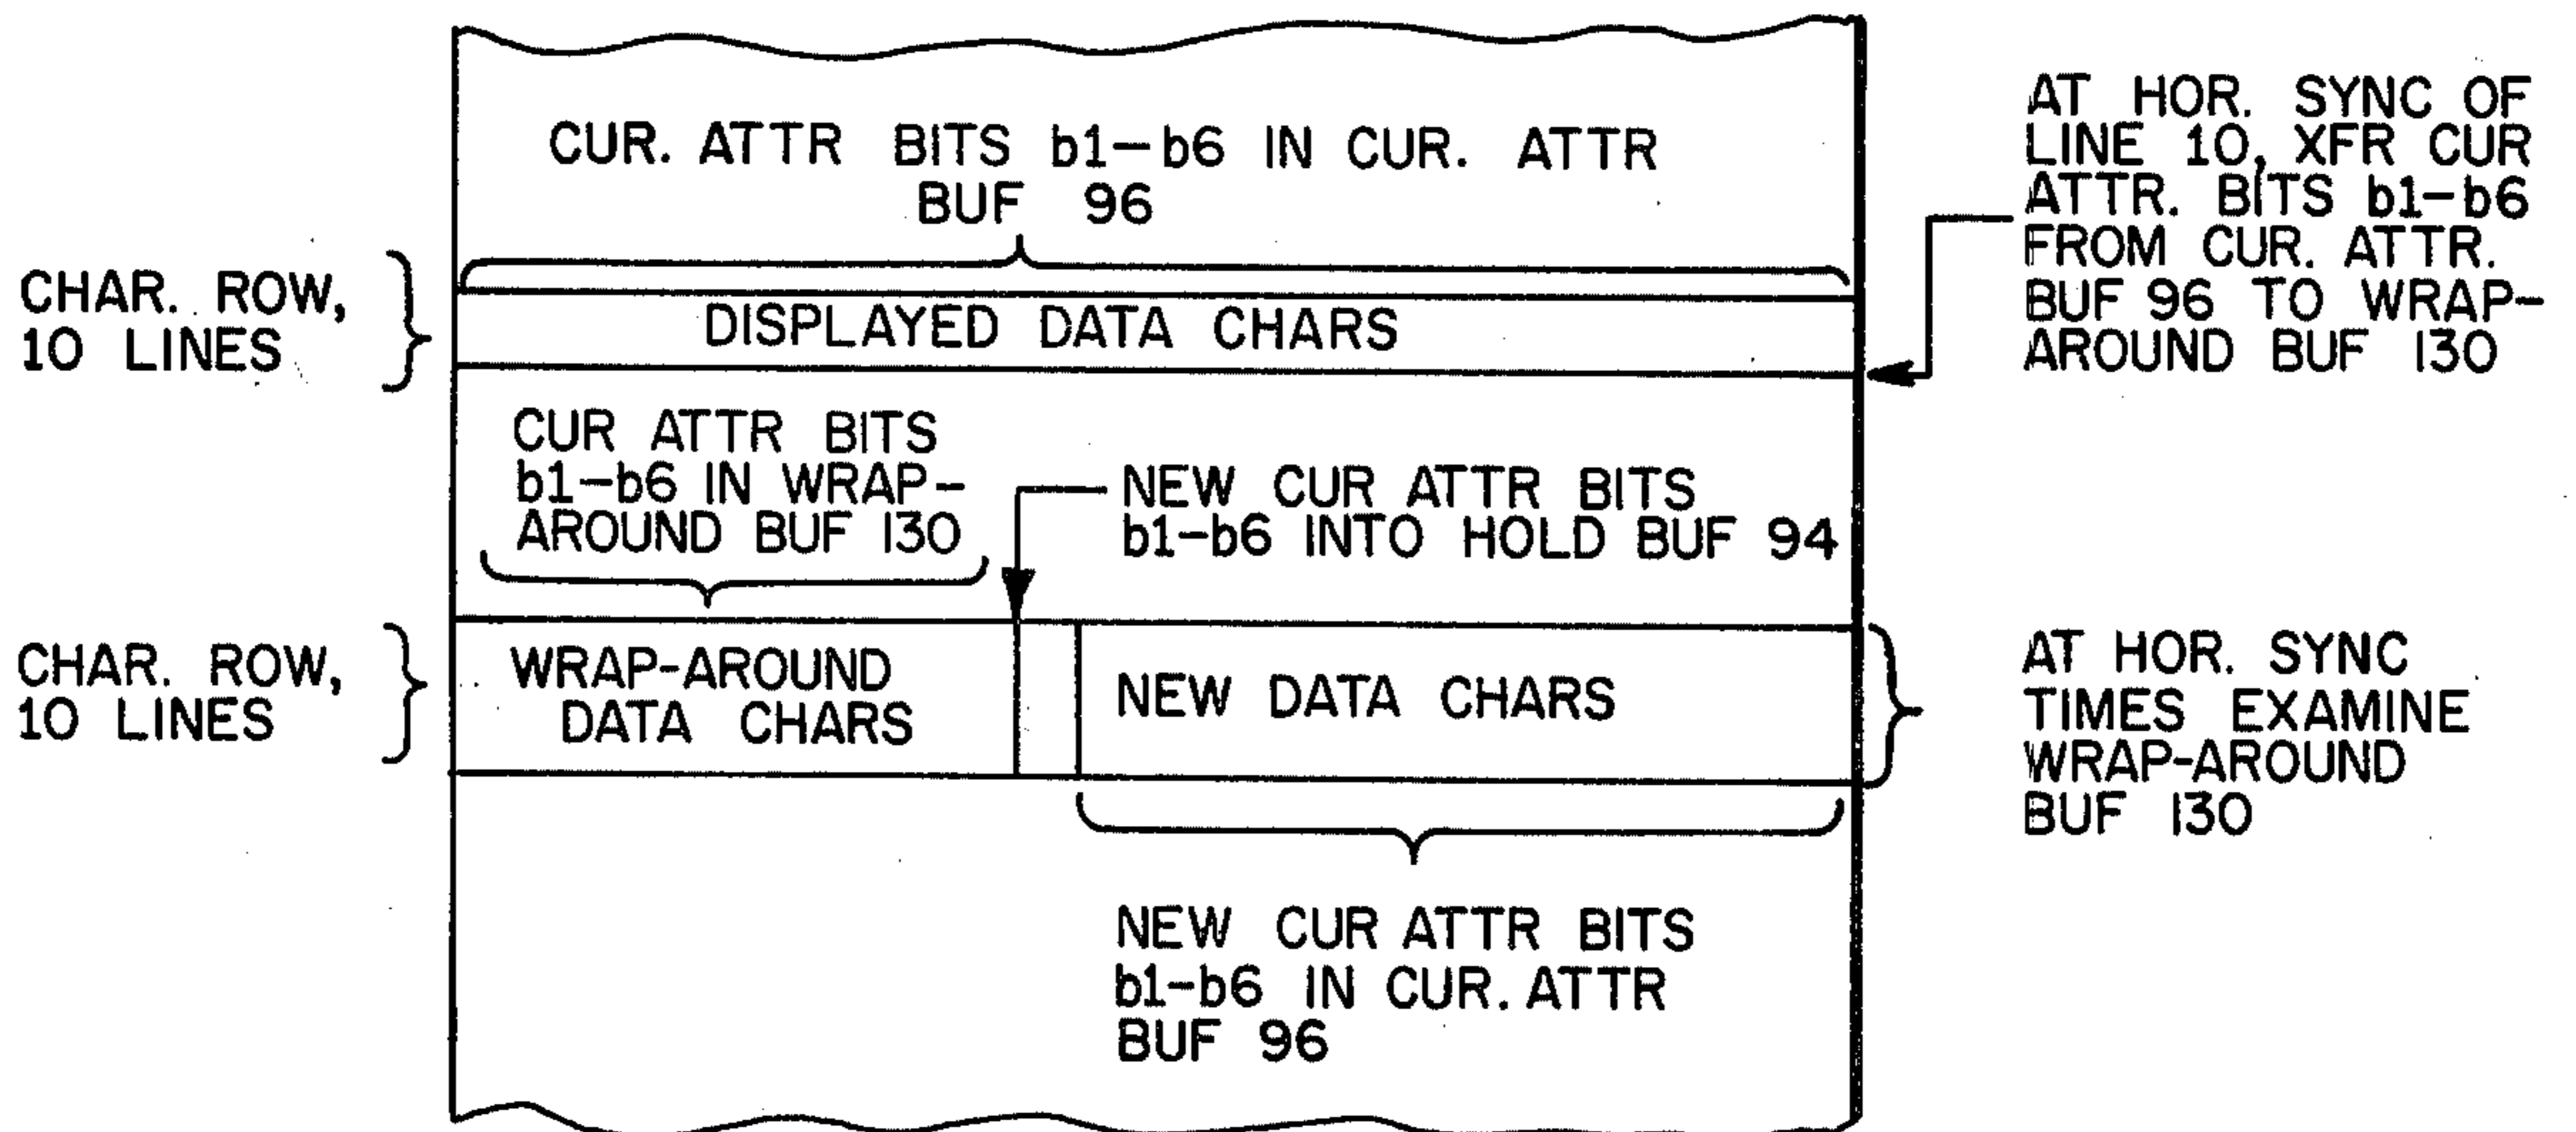 CUR. ATTR BITS b1-b6 IN CUR. ATTR
BUF 96
AT HOR. SYNC OF
LINE 10, XFR CUR
ATTR. BITS b1-b6
FROM CUR. ATTR.
BUF 96 TO WRAP-
AROUND BUF 130
CHAR. ROW,
10 LINES
DISPLAYED DATA CHARS
CUR ATTR BITS
b1-b6 IN WRAP-
AROUND BUF 130
NEW CUR ATTR BITS
b1-b6 INTO HOLD BUF 94
CHAR. ROW,
10 LINES
WRAP-AROUND
DATA CHARS
NEW DATA CHARS
AT HOR. SYNC
TIMES EXAMINE
WRAP-AROUND
BUF 130
NEW CUR ATTR BITS
b1-b6 IN CUR. ATTR
BUF 96